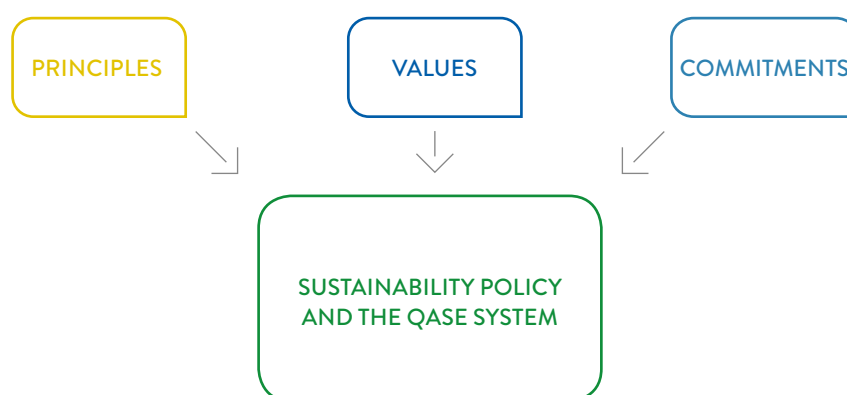 PRINCIPLES
VALUES
COMMITMENTS
SUSTAINABILITY POLICY
AND THE QASE SYSTEM